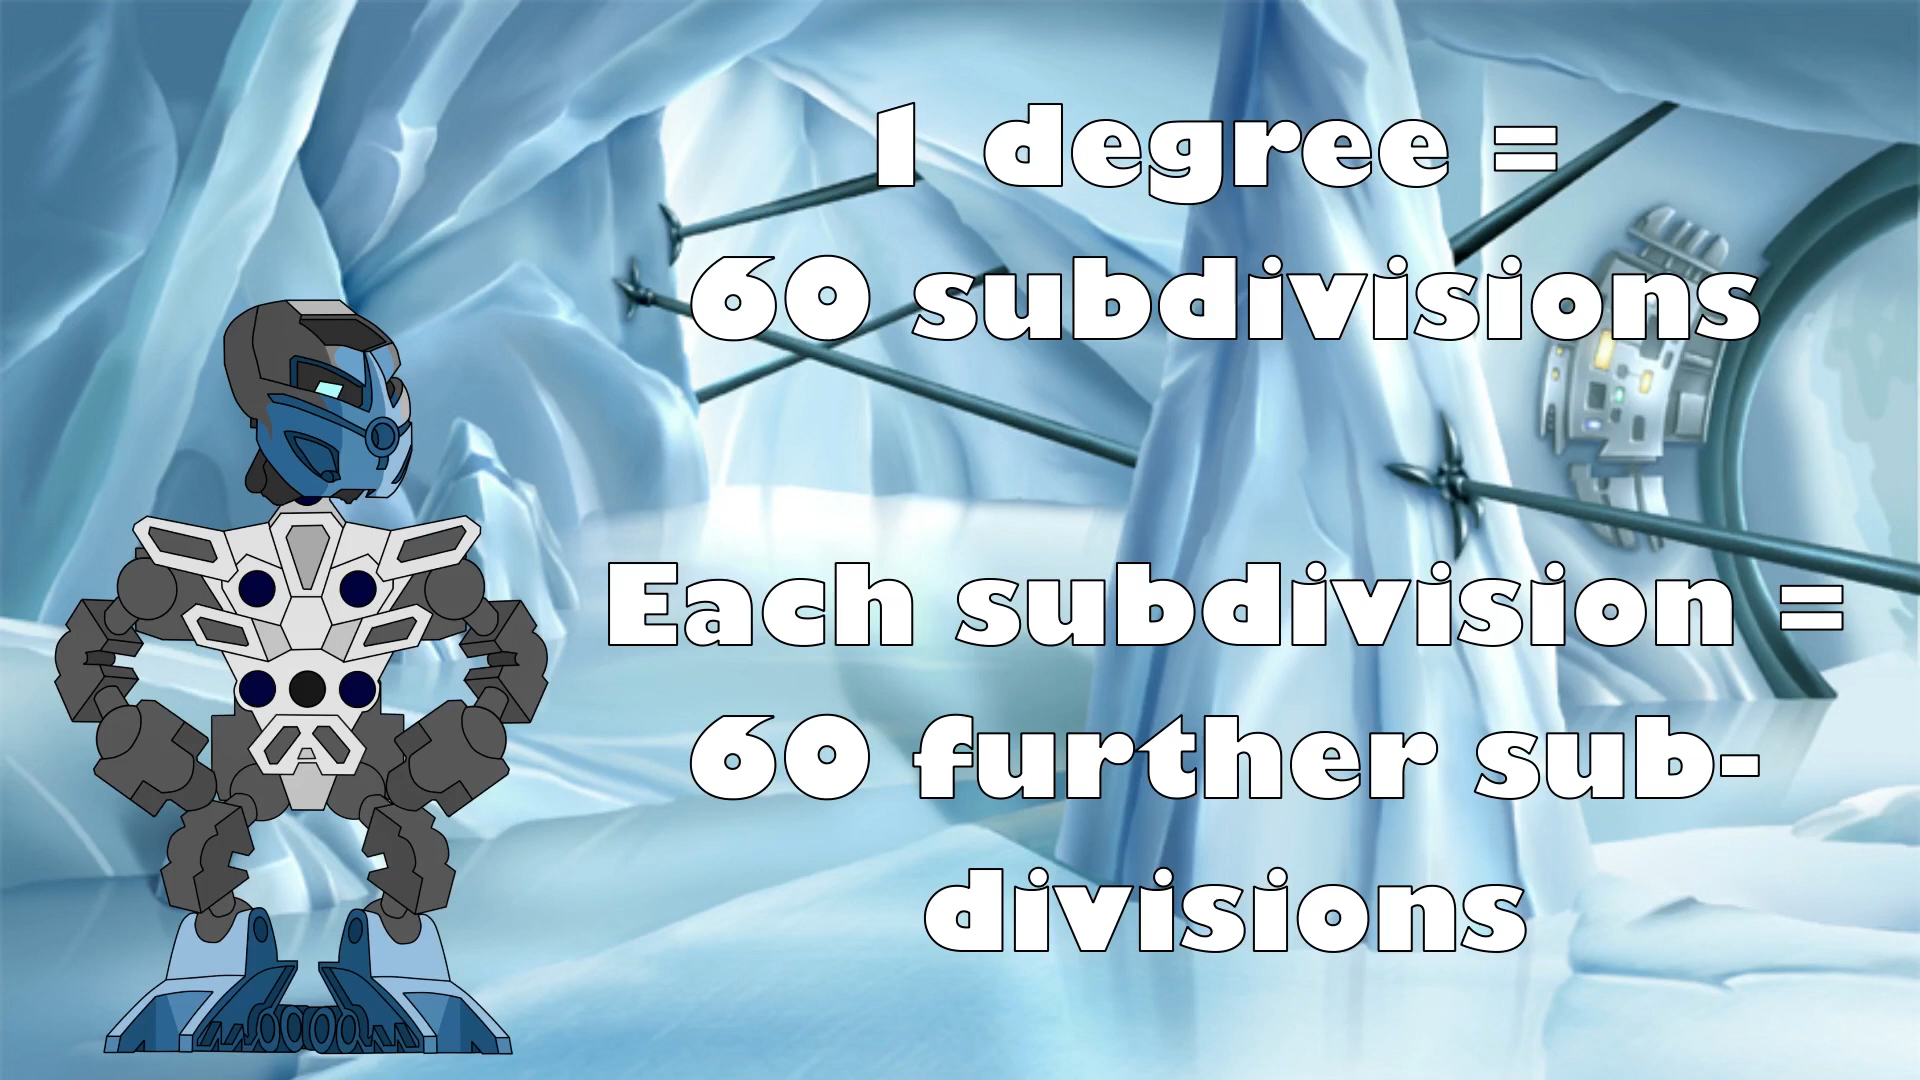 1 degree =
60 subdivisions
Each subdivision =
60 further sub-
divisions